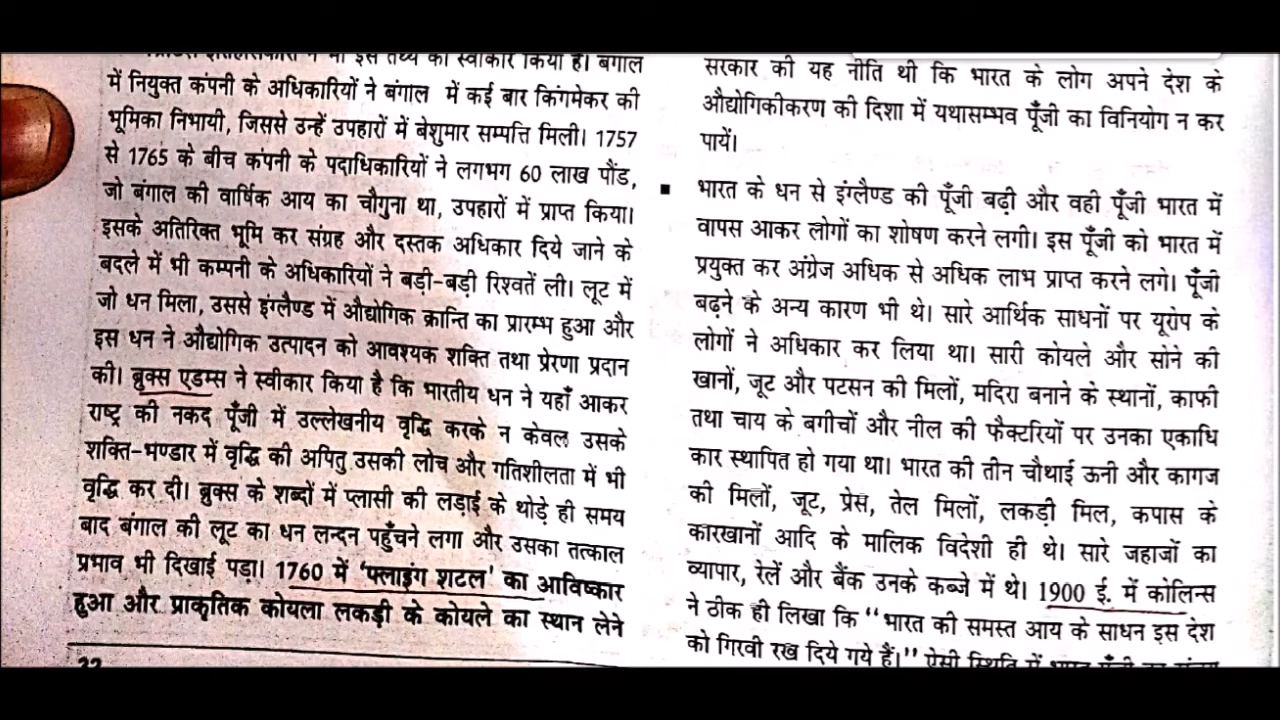 इस तथ्य को स्वीकार किया है। बंगाल
में नियुक्त कंपनी के अधिकारियों ने बंगाल में कई बार किंगमेकर की
भूमिका निभायी, जिससे उन्हें उपहारों में बेशुमार सम्पत्ति मिली। 1757
से 1765 के बीच कंपनी के पदाधिकारियों ने लगभग 60 लाख पौंड,
जो बंगाल की वार्षिक आय का चौगुना था, उपहारों में प्राप्त किया।
इसके अतिरिक्त भूमि कर संग्रह और दस्तक अधिकार दिये जाने के
बदले में भी कम्पनी के अधिकारियों ने बड़ी-बड़ी रिश्वतें ली। लूट में
जो धन मिला, उससे इंग्लैण्ड में औद्योगिक क्रान्ति का प्रारम्भ हुआ और
इस धन ने औद्योगिक उत्पादन को आवश्यक शक्ति तथा प्रेरणा प्रदान
की। ब्रुक्स एडम्स ने स्वीकार किया है कि भारतीय धन ने यहाँ आकर
राष्ट्र की नकद पूँजी में उल्लेखनीय वृद्धि करके न केवल उसके
शक्ति-भण्डार में वृद्धि की अपितु उसकी लोच और गतिशीलता में भी
वृद्धि कर दी। ब्रुक्स के शब्दों में प्लासी की लड़ाई के थोड़े ही समय
बाद बंगाल की लूट का धन लन्दन पहुँचने लगा और उसका तत्काल
प्रभाव भी दिखाई पड़ा। 1760 में 'फ्लाइंग शटल' का आविष्कार
हुआ और प्राकृतिक कोयला लकड़ी के कोयले का स्थान लेने
सरकार की यह नीति थी कि भारत के लोग अपने देश के
औद्योगिकीकरण की दिशा में यथासम्भव पूँजी का विनियोग न कर
पायें।
▪ भारत के धन से इंग्लैण्ड की पूँजी बढ़ी और वही पूँजी भारत में
वापस आकर लोगों का शोषण करने लगी। इस पूँजी को भारत में
प्रयुक्त कर अंग्रेज अधिक से अधिक लाभ प्राप्त करने लगे। पूँजी
बढ़ने के अन्य कारण भी थे। सारे आर्थिक साधनों पर यूरोप के
लोगों ने अधिकार कर लिया था। सारी कोयले और सोने की
खानों, जूट और पटसन की मिलों, मदिरा बनाने के स्थानों, काफी
तथा चाय के बगीचों और नील की फैक्टरियों पर उनका एकाधि
कार स्थापित हो गया था। भारत की तीन चौथाई ऊनी और कागज
की मिलों, जूट, प्रेस, तेल मिलों, लकड़ी मिल, कपास के
कारखानों आदि के मालिक विदेशी ही थे। सारे जहाजों का
व्यापार, रेलें और बैंक उनके कब्जे में थे। 1900 ई. में कोलिन्स
ने ठीक ही लिखा कि "भारत की समस्त आय के साधन इस देश
को गिरवी रख दिये गये हैं।" ऐसी स्थिति में भारत पूँजी का